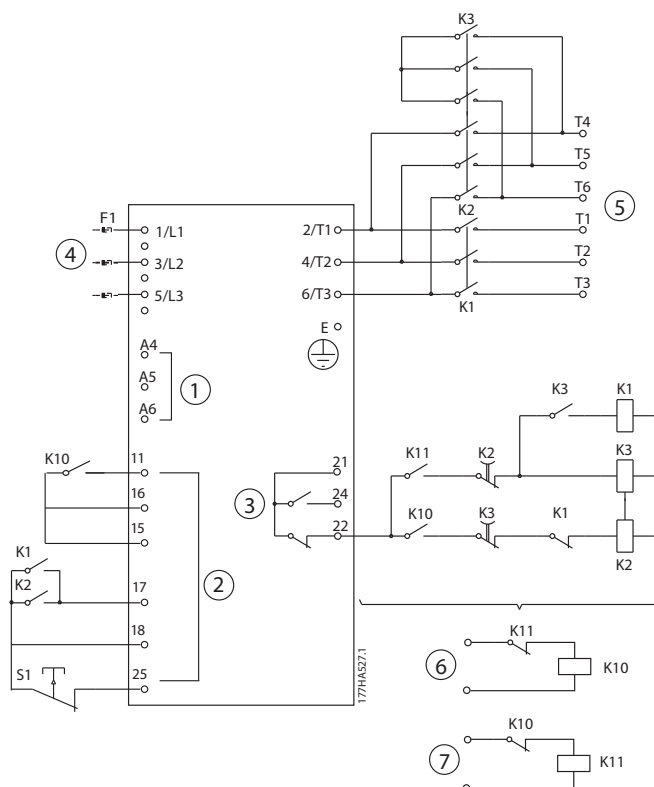 K3
T4
T5
T6
K2
5
F1
1/L1
2/T1
T1
4
3/L2
4/T2
T2
5/L3
6/T3
T3
K1
E
A4
A5
1
A6
K3
K1
K10
11
21
K11
K2
K3
16
3
24
15
22
K10
K3
K1
K1
K2
K2
17
2
18
S1
25
177HA527.1
6
K11
K10
7
K10
K11